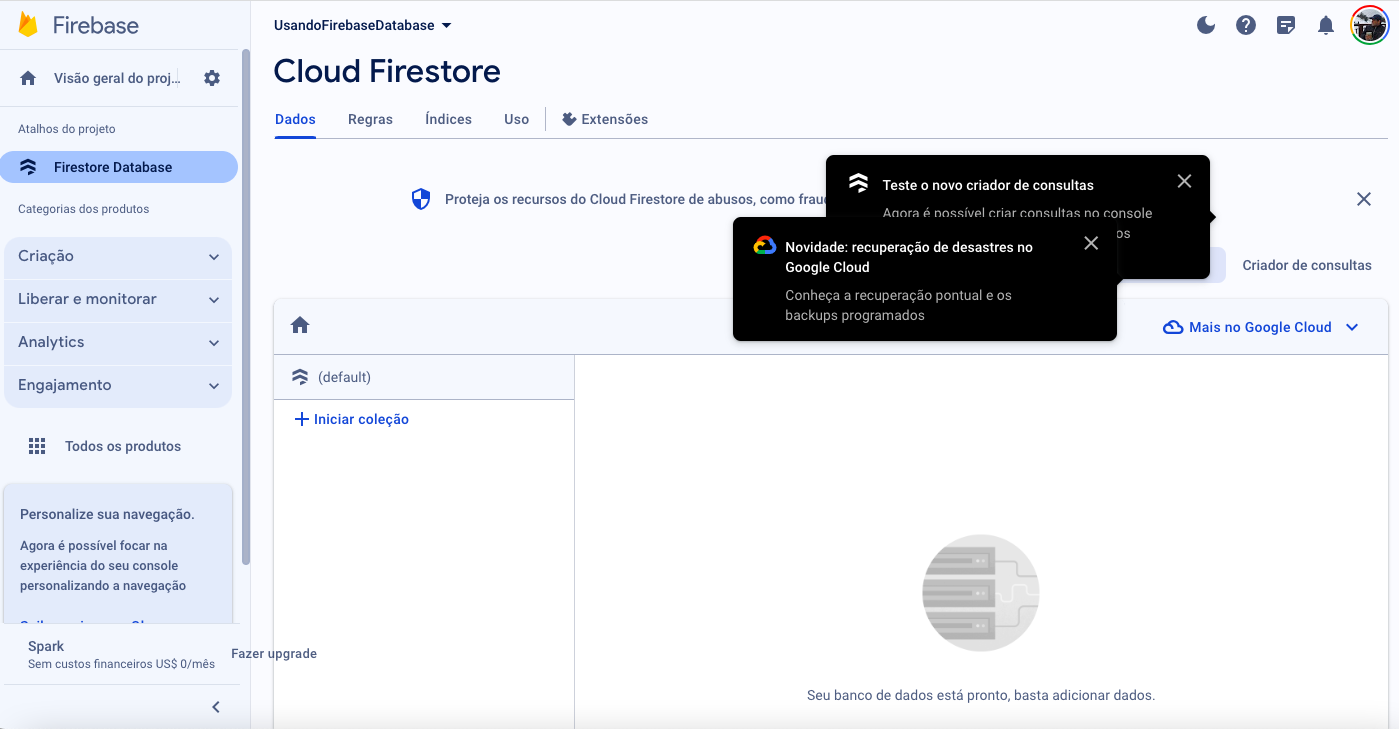 Firebase
UsandoFirebaseDatabase
Visão geral do proj...
Cloud Firestore
Dados
Regras
Índices
Uso
Extensões
Atalhos do projeto
Firestore Database
Categorias dos produtos
Criação
Liberar e monitorar
Analytics
Engajamento
Todos os produtos
Personalize sua navegação.
Agora é possível focar na
experiência do seu console
personalizando a navegação
Spark
Sem custos financeiros US$ 0/mês
Fazer upgrade
Proteja os recursos do Cloud Firestore de abusos, como
Teste o novo criador de consultas
Agora é possível criar consultas no console
Novidade: recuperação de desastres no
Google Cloud
Conheça a recuperação pontual e os
backups programados
Criador de consultas
Mais no Google Cloud
(default)
Iniciar coleção
Seu banco de dados está pronto, basta adicionar dados.